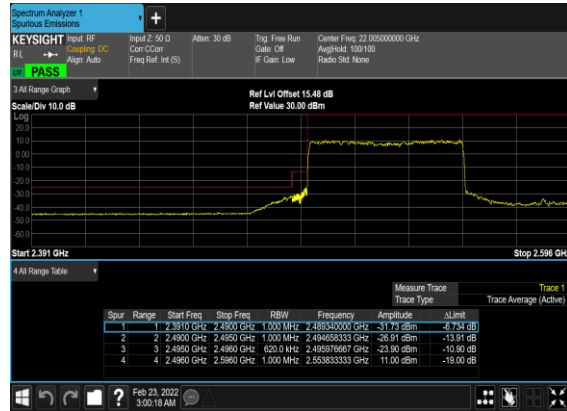 Spectrum Analyzer 1
Spurious Emissions
+
KEYSIGHT Input: RF Input Z: 50 Ω Atten: 30 dB Trig: Free Run Center Freq: 22.005000000 GHz
RL Coupling: DC Corr CCorr Gate: Off Avg|Hold: 100/100
Align: Auto Freq Ref: Int (S) IF Gain: Low Radio Std: None
LW PASS
3 All Range Graph
Ref Lvl Offset 15.48 dB
Scale/Div 10.0 dB Ref Value 30.00 dBm
Log
20.0
10.0
0.00
-10.0
-20.0
-30.0
-40.0
-50.0
-60.0
Start 2.391 GHz Stop 2.596 GHz
4 All Range Table
Measure Trace Trace 1
Trace Type Trace Average (Active)
Spur Range Start Freq Stop Freq RBW Frequency Amplitude ΔLimit
1 1 2.3910 GHz 2.4900 GHz 1.000 MHz 2.489340000 GHz -31.73 dBm -6.734 dB
2 2 2.4900 GHz 2.4950 GHz 1.000 MHz 2.494658333 GHz -26.91 dBm -13.91 dB
3 3 2.4950 GHz 2.4960 GHz 620.0 kHz 2.495976667 GHz -23.90 dBm -10.90 dB
4 4 2.4960 GHz 2.5960 GHz 1.000 MHz 2.553833333 GHz 11.00 dBm -19.00 dB
? Feb 23, 2022
3:00:18 AM